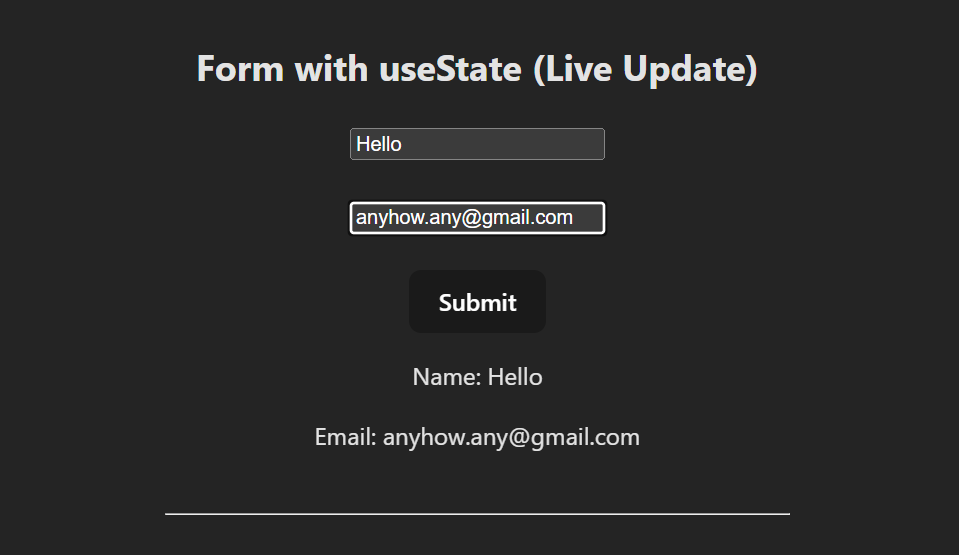 Form with useState (Live Update)
Hello
anyhow.any@gmail.com
Submit
Name: Hello
Email: anyhow.any@gmail.com